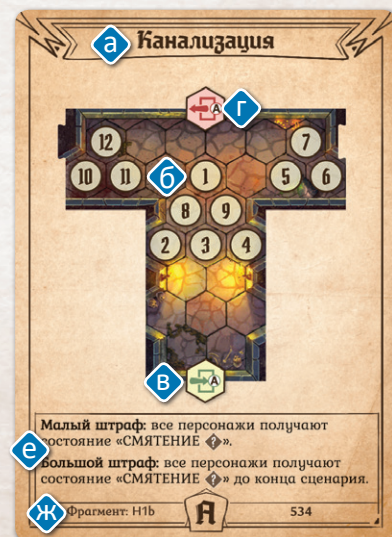 а Канализация
А г
12 7
10 11 б 1 5 6
8 9
2 3 4
в А
Малый штраф: все персонажи получают
состояние «СМЯТЕНИЕ ».
е
Большой штраф: все персонажи получают
состояние «СМЯТЕНИЕ » до конца сценария.
ж Фрагмент: H1b А 534